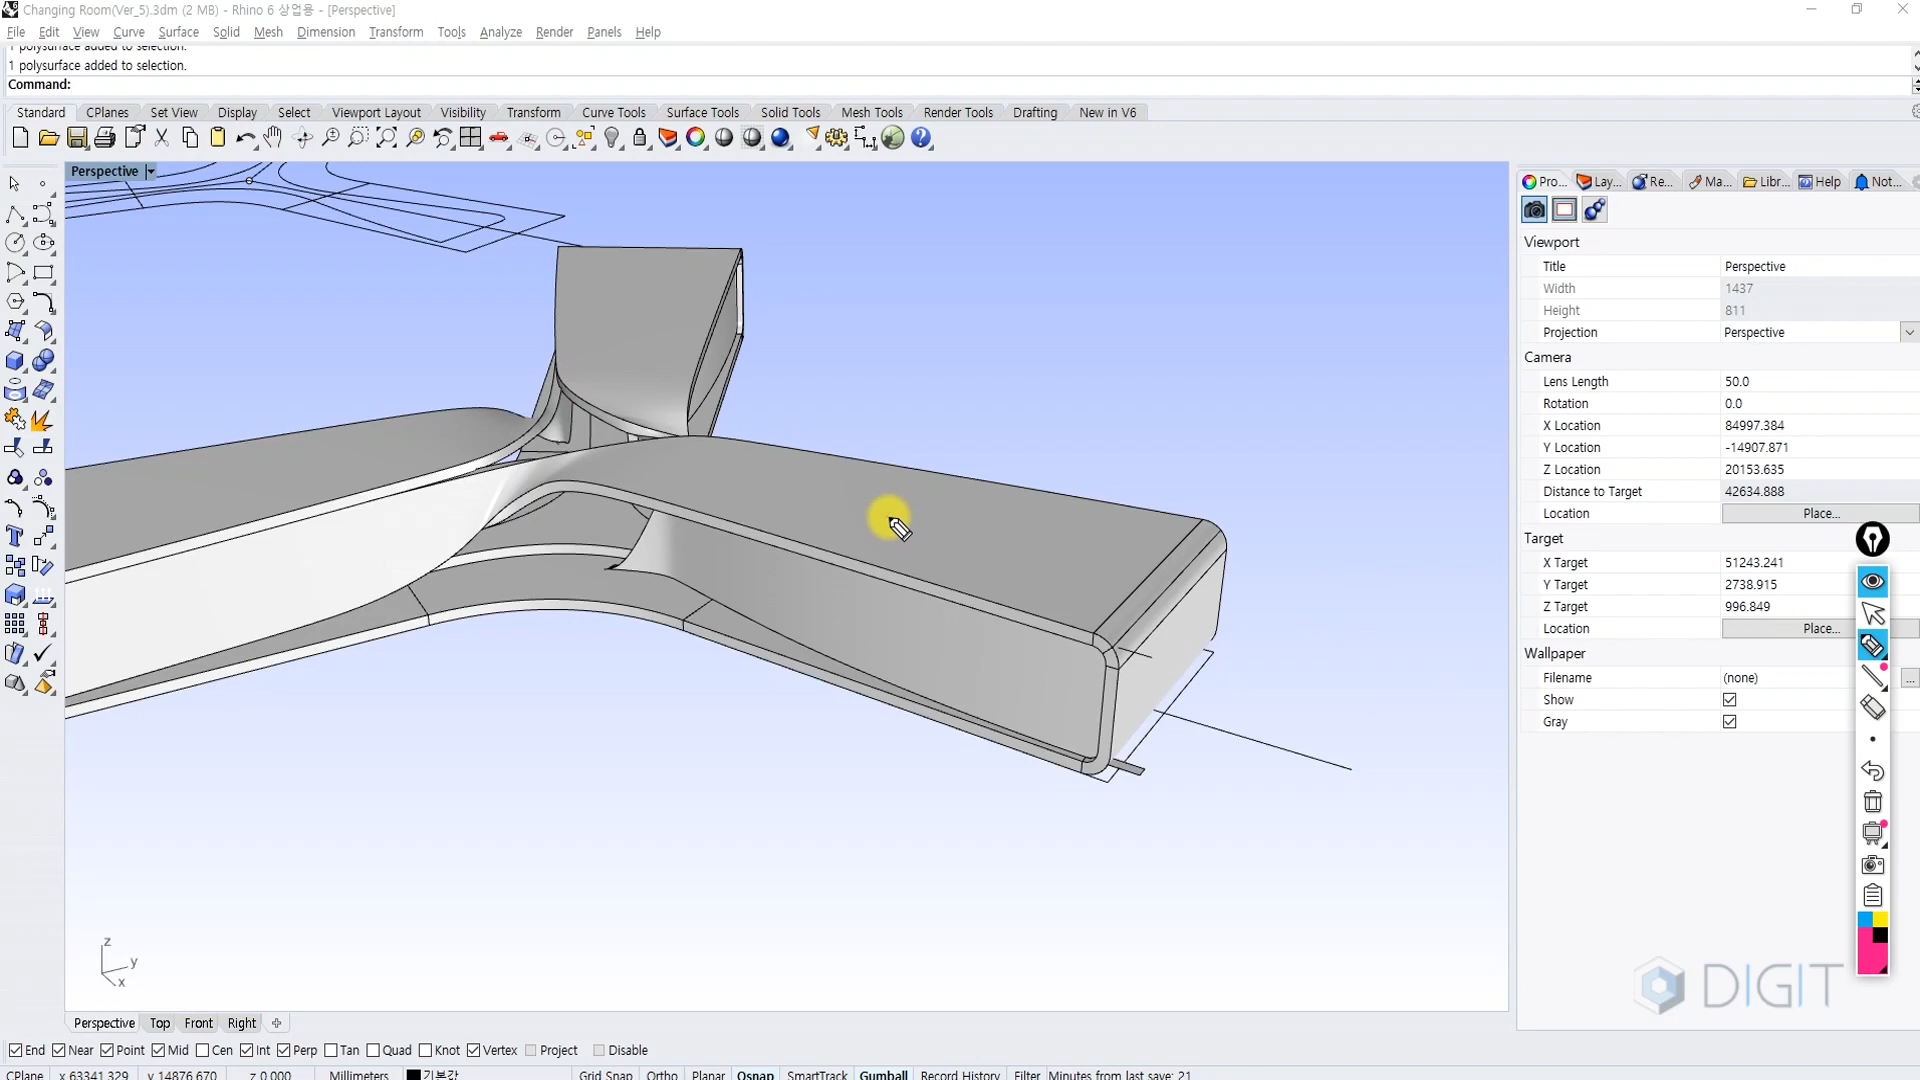 Changing Room(Ver_5).3dm (2 MB) - Rhino 6 상업용 - [Perspective]
File Edit View Curve Surface Solid Mesh Dimension Transform Tools Analyze Render Panels Help
1 polysurface added to selection.
1 polysurface added to selection.
Command:
Standard CPlanes Set View Display Select Viewport Layout Visibility Transform Curve Tools Surface Tools Solid Tools Mesh Tools Render Tools Drafting New in V6
Perspective
Pro... Lay... Re... Ma... Libr... Help Not...
Viewport
Title Perspective
Width 1437
Height 811
Projection Perspective
Camera
Lens Length 50.0
Rotation 0.0
X Location 84997.384
Y Location -14907.871
Z Location 20153.635
Distance to Target 42634.888
Location Place...
Target
X Target 51243.241
Y Target 2738.915
Z Target 996.849
Location Place...
Wallpaper
Filename (none) ...
Show
Gray
z
y
x
DIGIT
Perspective Top Front Right
End Near Point Mid Cen Int Perp Tan Quad Knot Vertex Project Disable
CPlane x 63341.329 y 14876.670 z 0.000 Millimeters 기본값 Grid Snap Ortho Planar Osnap SmartTrack Gumball Record History Filter Minutes from last save: 21